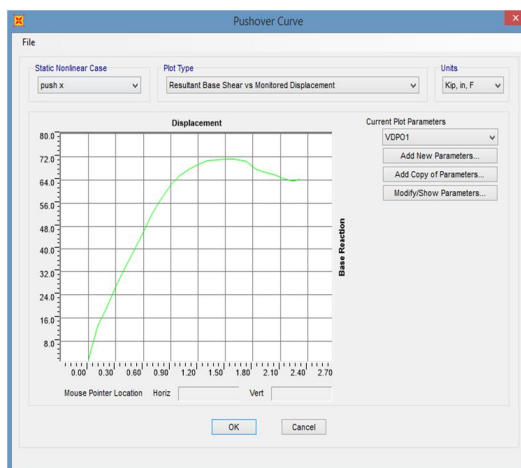 Pushover Curve
File
Static Nonlinear Case
push x
Plot Type
Resultant Base Shear vs Monitored Displacement
Units
Kip, in, F
Displacement
80.0
72.0
64.0
56.0
48.0
40.0
32.0
24.0
16.0
8.0
0.00 0.30 0.60 0.90 1.20 1.50 1.80 2.10 2.40 2.70
Base Reaction
Current Plot Parameters
VDPO1
Add New Parameters...
Add Copy of Parameters...
Modify/Show Parameters...
Mouse Pointer Location Horiz Vert
OK Cancel